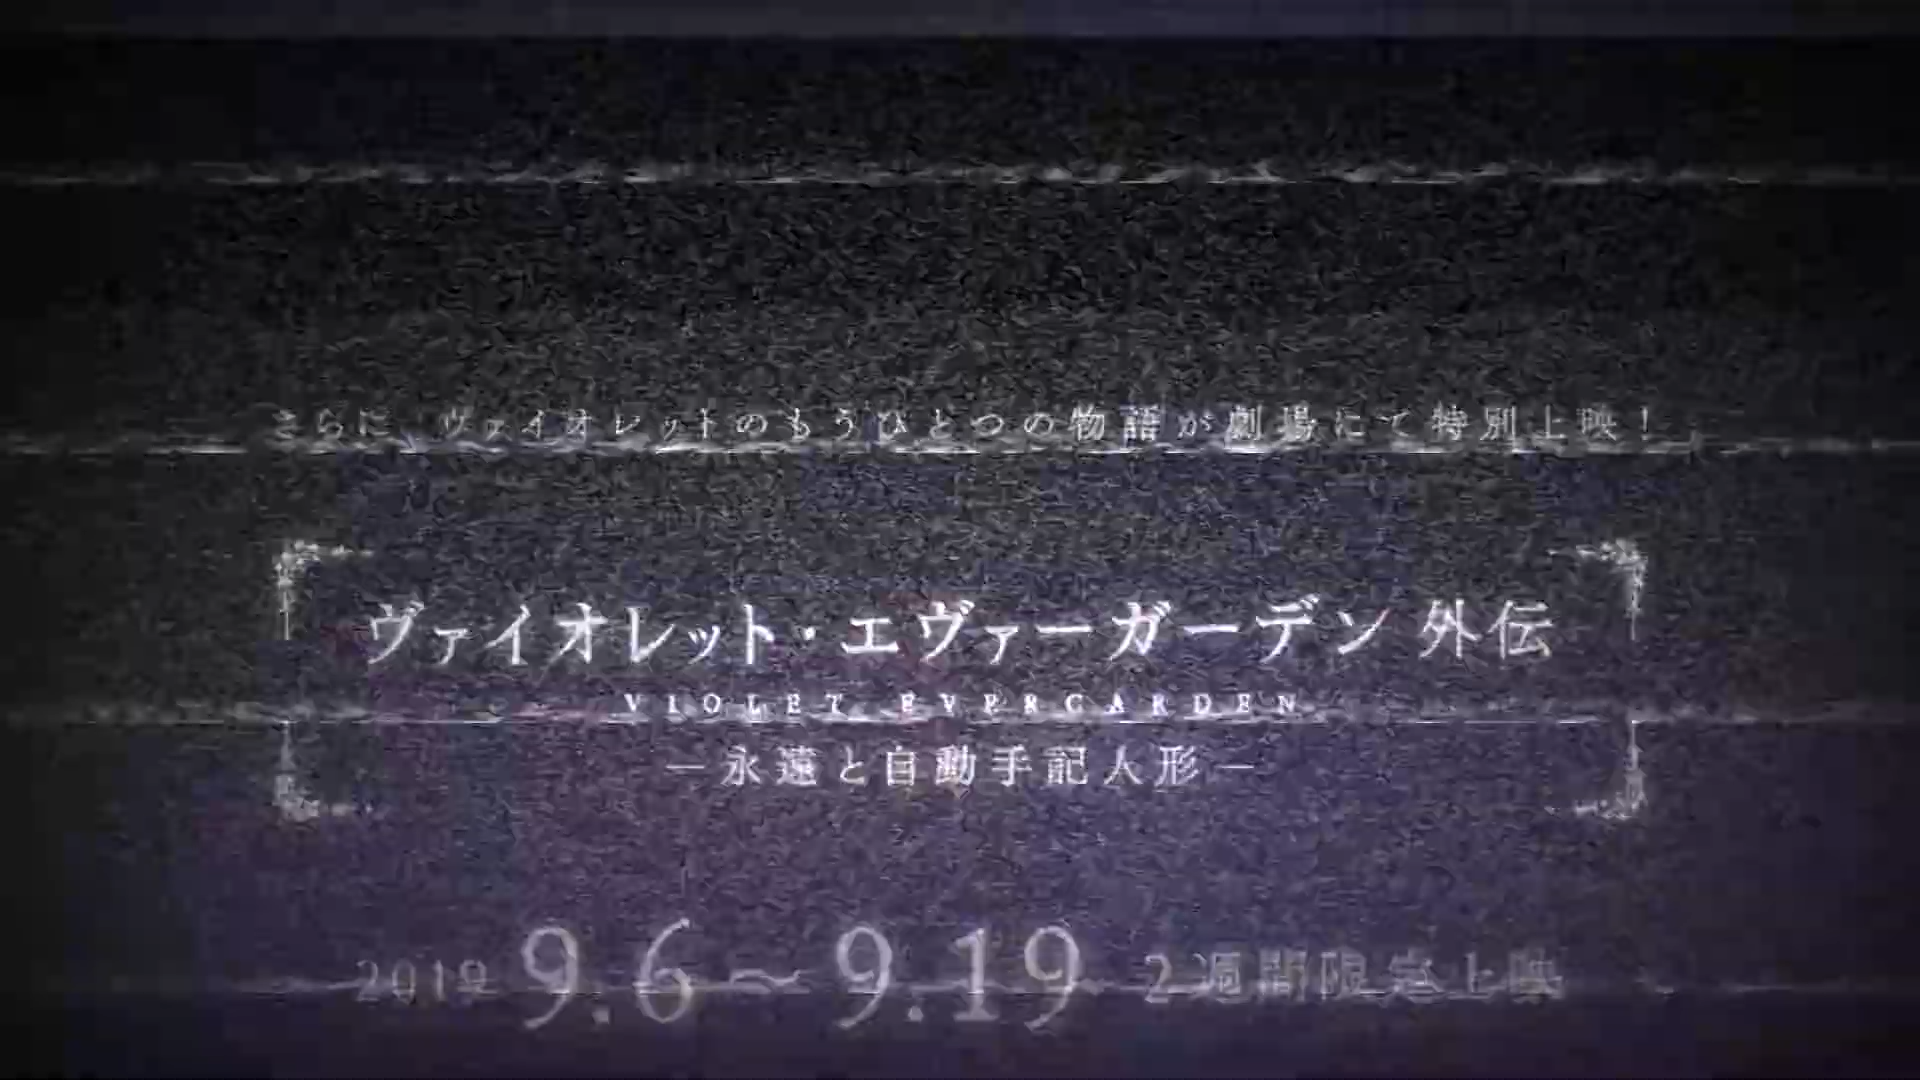 さらに、ヴァイオレットのもうひとつの物語が劇場にて特別上映！
ヴァイオレット・エヴァーガーデン 外伝
VIOLET EVERGARDEN
－永遠と自動手記人形－
2019 9.6～9.19 2週間限定上映